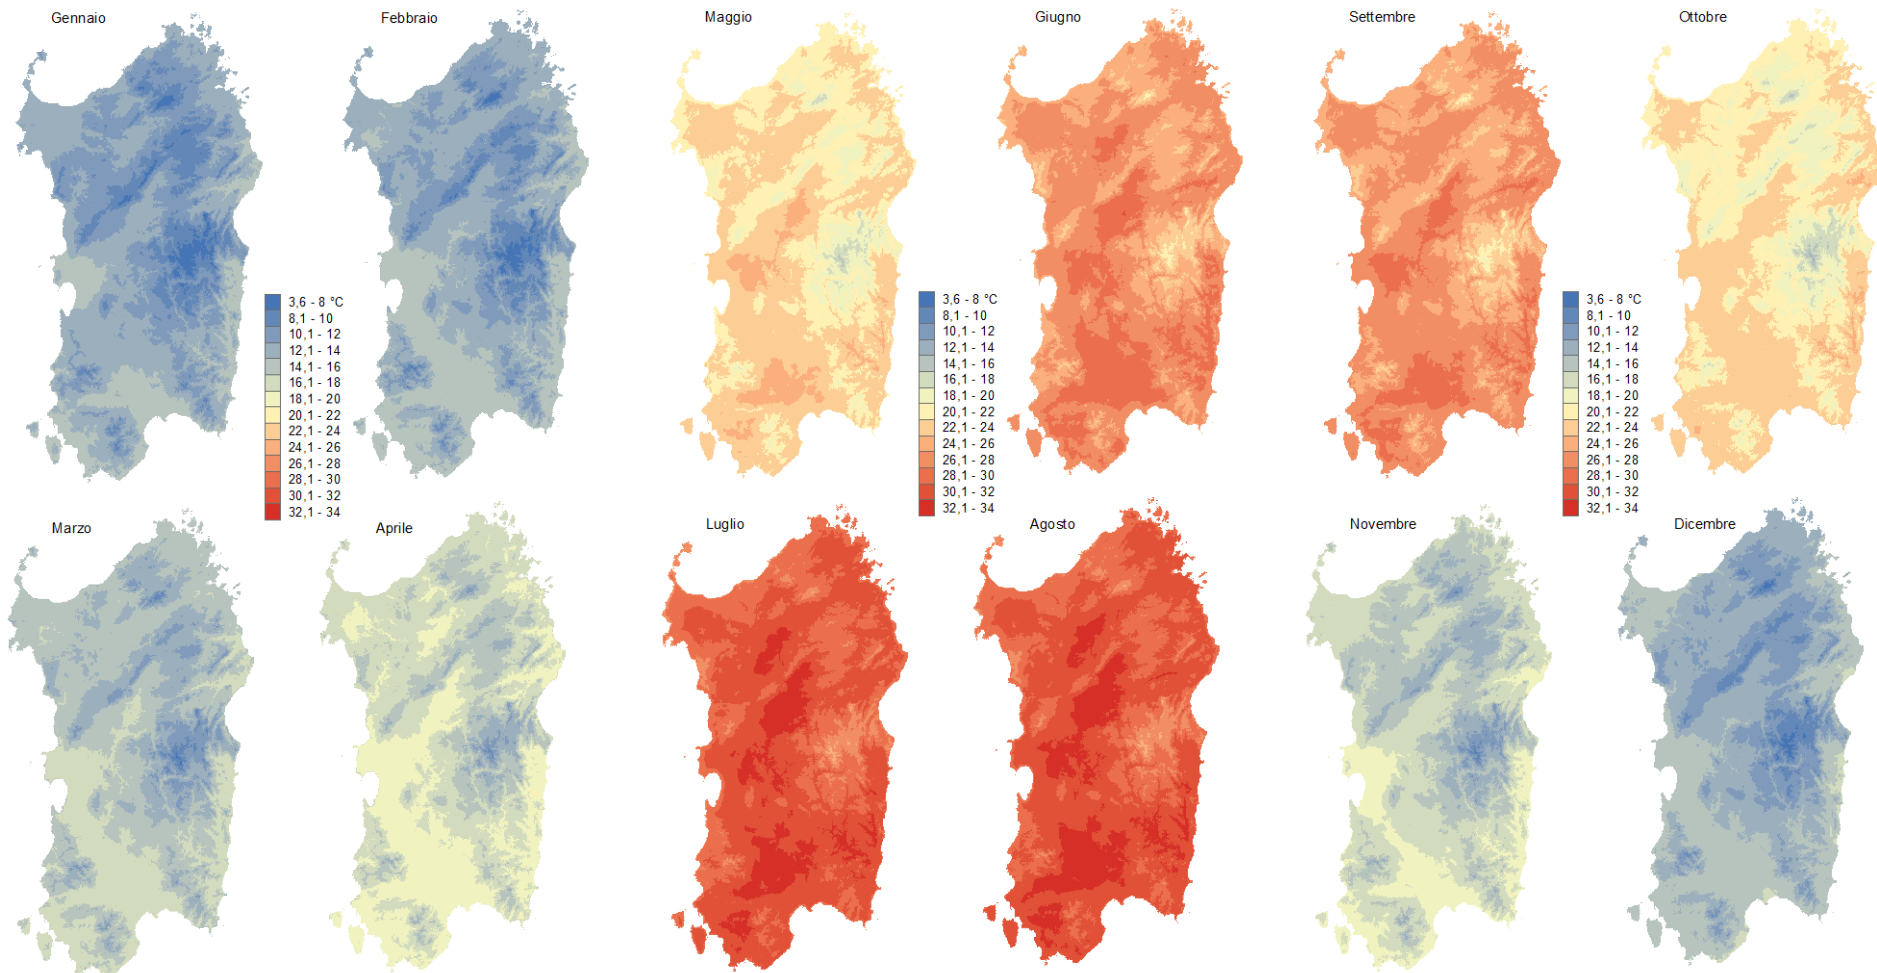 Gennaio
Febbraio
Maggio
Giugno
Settembre
Ottobre
3,6 - 8 °C
8,1 - 10
10,1 - 12
12,1 - 14
14,1 - 16
16,1 - 18
18,1 - 20
20,1 - 22
22,1 - 24
24,1 - 26
26,1 - 28
28,1 - 30
30,1 - 32
32,1 - 34
3,6 - 8 °C
8,1 - 10
10,1 - 12
12,1 - 14
14,1 - 16
16,1 - 18
18,1 - 20
20,1 - 22
22,1 - 24
24,1 - 26
26,1 - 28
28,1 - 30
30,1 - 32
32,1 - 34
3,6 - 8 °C
8,1 - 10
10,1 - 12
12,1 - 14
14,1 - 16
16,1 - 18
18,1 - 20
20,1 - 22
22,1 - 24
24,1 - 26
26,1 - 28
28,1 - 30
30,1 - 32
32,1 - 34
Marzo
Aprile
Luglio
Agosto
Novembre
Dicembre